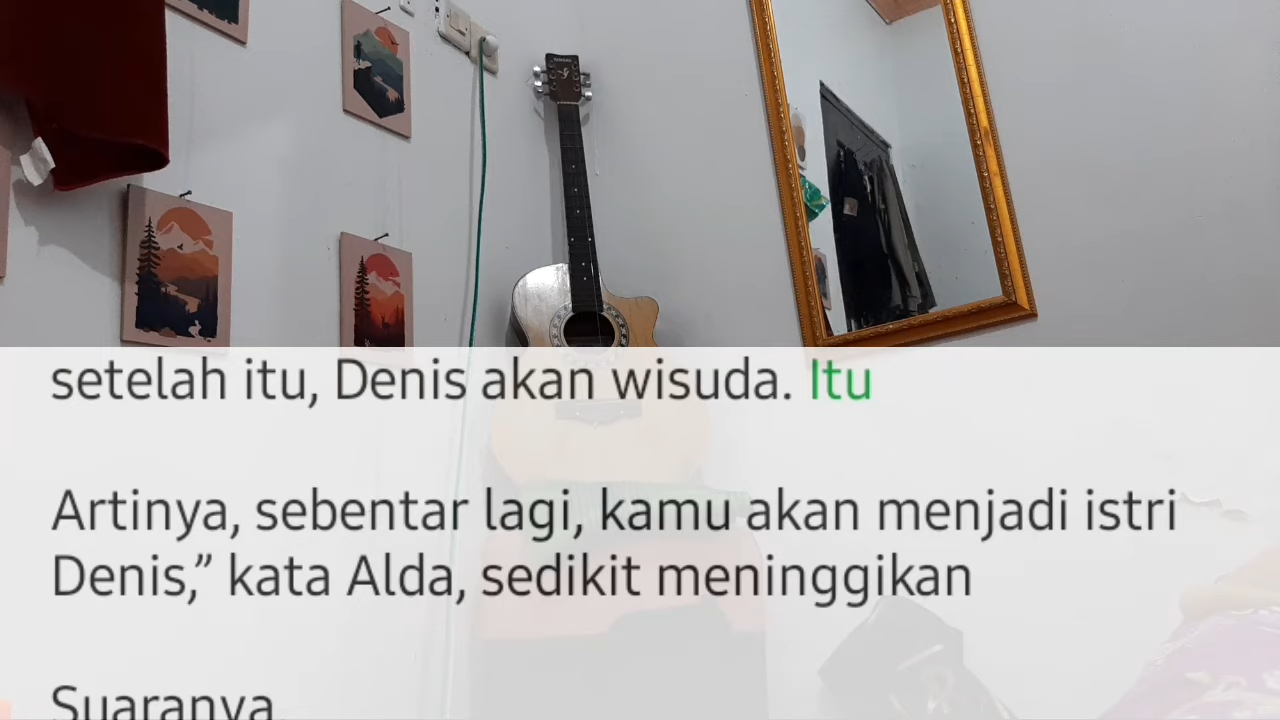 setelah itu, Denis akan wisuda. Itu
Artinya, sebentar lagi, kamu akan menjadi istri
Denis,” kata Alda, sedikit meninggikan
Suaranya.